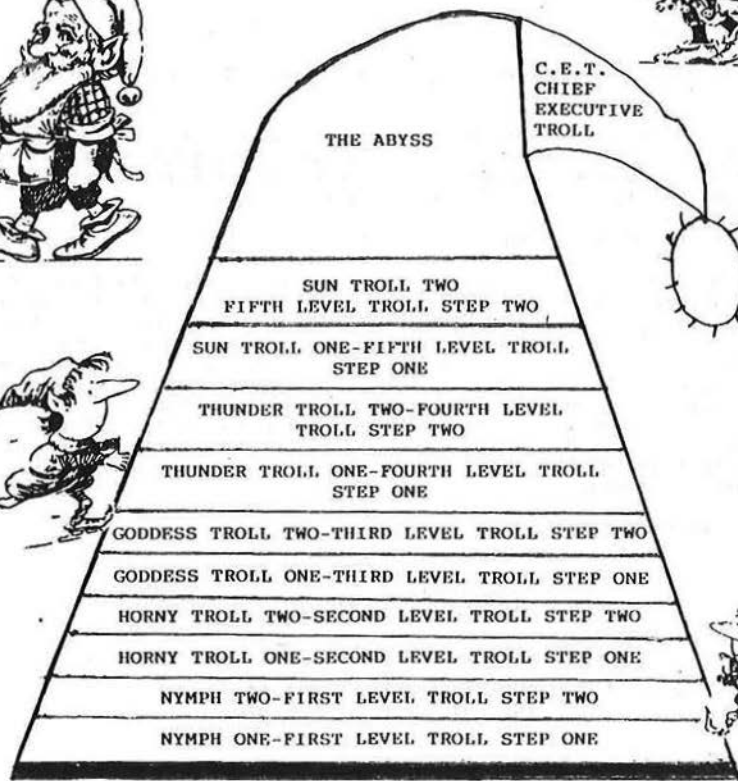 C.E.T.
CHIEF
EXECUTIVE
TROLL
THE ABYSS
SUN TROLL TWO
FIFTH LEVEL TROLL STEP TWO
SUN TROLL ONE-FIFTH LEVEL TROLL
STEP ONE
THUNDER TROLL TWO-FOURTH LEVEL
TROLL STEP TWO
THUNDER TROLL ONE-FOURTH LEVEL TROLL
STEP ONE
GODDESS TROLL TWO-THIRD LEVEL TROLL STEP TWO
GODDESS TROLL ONE-THIRD LEVEL TROLL STEP ONE
HORNY TROLL TWO-SECOND LEVEL TROLL STEP TWO
HORNY TROLL ONE-SECOND LEVEL TROLL STEP ONE
NYMPH TWO-FIRST LEVEL TROLL STEP TWO
NYMPH ONE-FIRST LEVEL TROLL STEP ONE